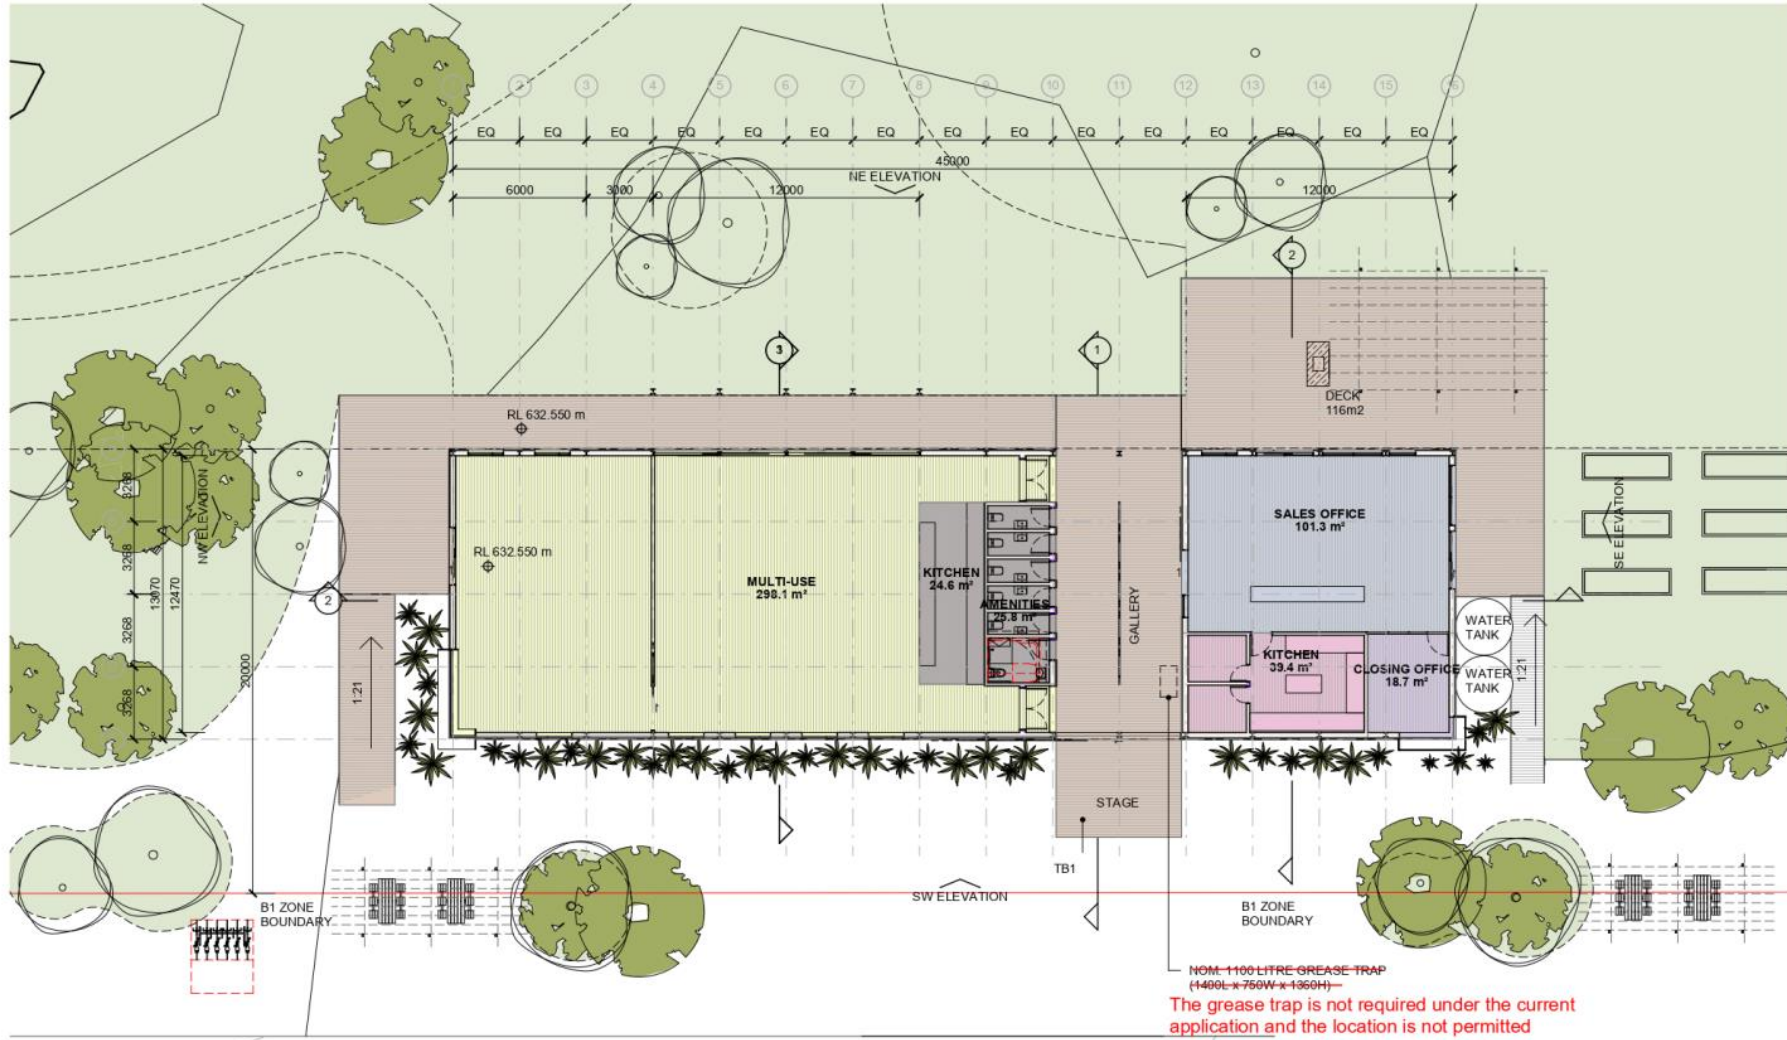 2 3 4 5 6 7 8 9 10 11 12 13 14 15 16
EQ EQ EQ EQ EQ EQ EQ EQ EQ EQ EQ EQ EQ EQ EQ
45000
NE ELEVATION
6000 3000 12000 12000
2
3 1
DECK
116m2
RL 632.550 m
3268 3268 3268 3268
13070
12470
20000
NW ELEVATION
SE ELEVATION
SALES OFFICE
101.3 m²
RL 632.550 m
MULTI-USE
298.1 m²
KITCHEN
24.6 m²
AMENITIES
25.8 m²
GALLERY
2
WATER
TANK
KITCHEN
39.4 m²
CLOSING OFFICE
18.7 m²
WATER
TANK
1:21
1:21
STAGE
TB1
SW ELEVATION
B1 ZONE
BOUNDARY
B1 ZONE
BOUNDARY
NOM. 1100 LITRE GREASE TRAP
(1400L x 750W x 1360H)
The grease trap is not required under the current
application and the location is not permitted